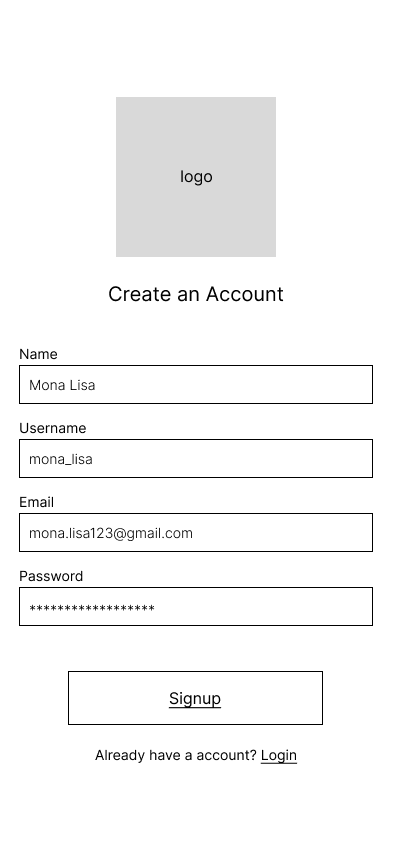 logo
Create an Account
Name
Mona Lisa
Username
mona_lisa
Email
mona.lisa123@gmail.com
Password
******************
Signup
Already have a account? Login